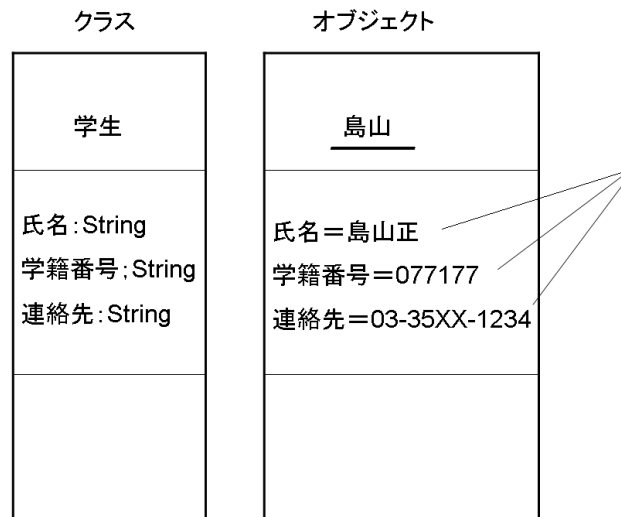 クラス
オブジェクト
学生
島山
氏名:String
学籍番号;String
連絡先:String
氏名=島山正
学籍番号=077177
連絡先=03-35XX-1234